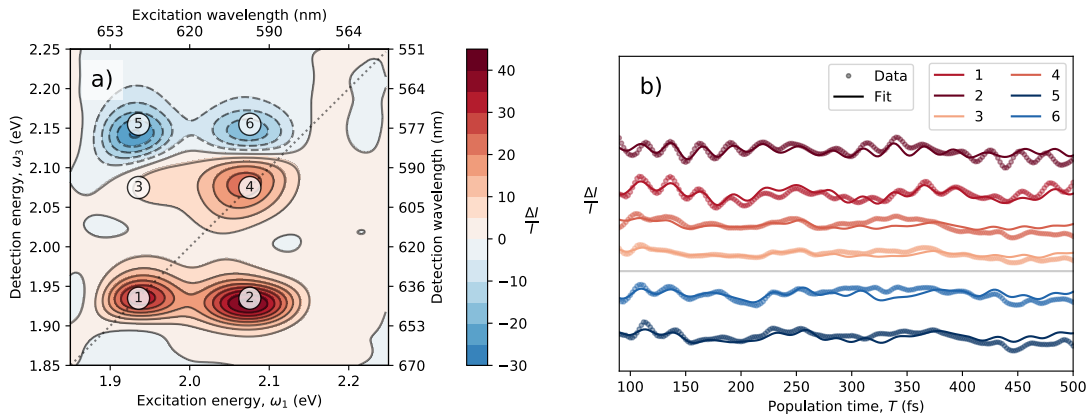 Excitation wavelength (nm)
653 620 590 564
a)
2.25
2.20
2.15
2.10
2.05
2.00
1.95
1.90
1.85
Detection energy, ω3 (eV)
5 6
3 4
1 2
1.9 2.0 2.1 2.2
Excitation energy, ω1 (eV)
551
564
577
590
605
620
636
653
670
Detection wavelength (nm)
40
30
20
10
0
−10
−20
−30
ΔI
T
b)
Data
Fit
1 4
2 5
3 6
ΔI
T
100 150 200 250 300 350 400 450 500
Population time, T (fs)